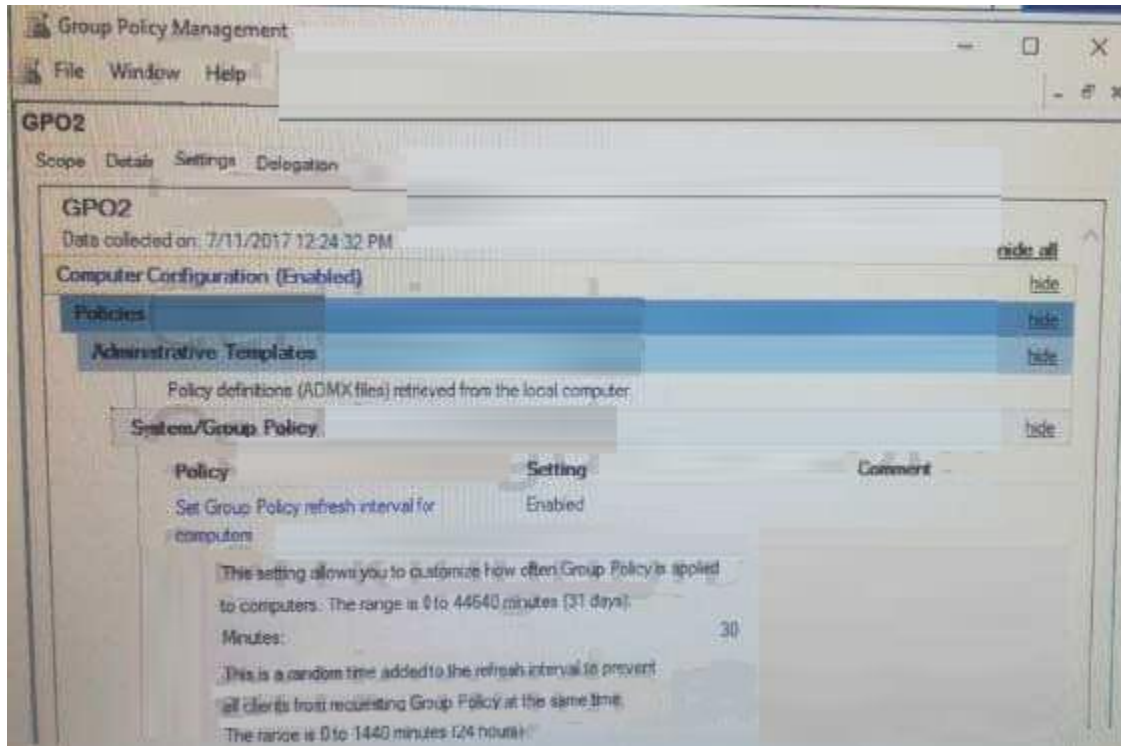 Group Policy Management
File Window Help
GPO2
Scope Details Settings Delegation
GPO2
Data collected on: 7/11/2017 12:24:32 PM
hide all
Computer Configuration (Enabled) hide
Policies hide
Administrative Templates hide
Policy definitions (ADMX files) retrieved from the local computer.
System/Group Policy hide
Policy Setting Comment
Set Group Policy refresh interval for Enabled
computers
This setting allows you to customize how often Group Policy is applied
to computers. The range is 0 to 44640 minutes (31 days).
Minutes: 30
This is a random time added to the refresh interval to prevent
all clients from requesting Group Policy at the same time.
The range is 0 to 1440 minutes (24 hours)